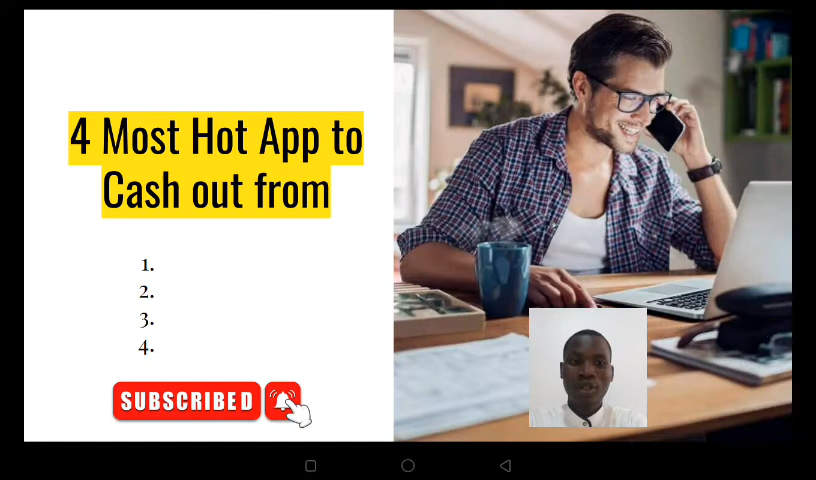 4 Most Hot App to
Cash out from
1.
2.
3.
4.
SUBSCRIBED